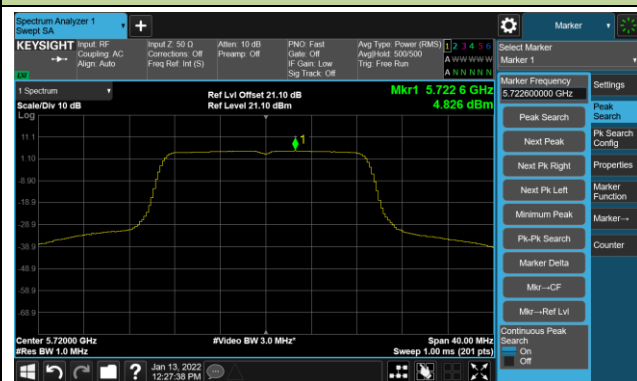 Spectrum Analyzer 1
Swept SA
+
Marker
KEYSIGHT
Input: RF
Coupling: AC
Align: Auto
Input Z: 50 Ω
Corrections: Off
Freq Ref: Int (S)
Atten: 10 dB
Preamp: Off
PNO: Fast
Gate: Off
IF Gain: Low
Sig Track: Off
Avg Type: Power (RMS)
Avg|Hold: 500/500
Trig: Free Run
1 2 3 4 5 6
A W W W W W
A N N N N N
LXI
Select Marker
Marker 1
1 Spectrum
Scale/Div 10 dB
Log
Ref Lvl Offset 21.10 dB
Ref Level 21.10 dBm
Mkr1 5.722 6 GHz
4.826 dBm
1
11.1
1.10
-8.90
-18.9
-28.9
-38.9
-48.9
-58.9
-68.9
Center 5.72000 GHz
#Res BW 1.0 MHz
#Video BW 3.0 MHz*
Span 40.00 MHz
Sweep 1.00 ms (201 pts)
Marker Frequency
5.722600000 GHz
Peak Search
Next Peak
Next Pk Right
Next Pk Left
Minimum Peak
Pk-Pk Search
Marker Delta
Mkr→CF
Mkr→Ref Lvl
Continuous Peak
Search
On
Off
Settings
Peak
Search
Pk Search
Config
Properties
Marker
Function
Marker→
Counter
?
Jan 13, 2022
12:27:38 PM